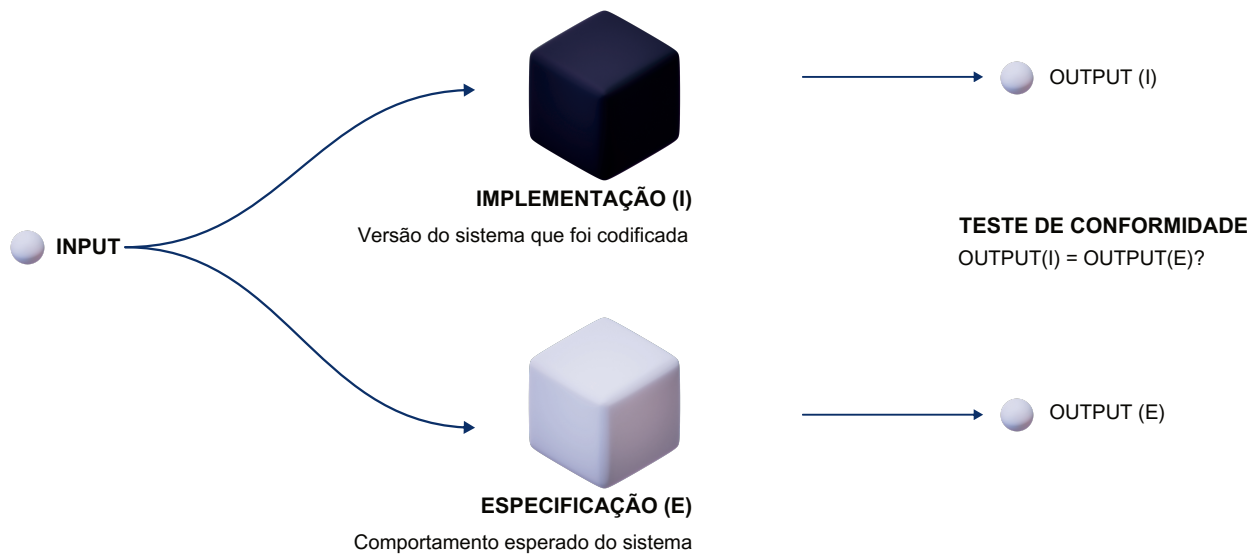 OUTPUT (I)
IMPLEMENTAÇÃO (I)
Versão do sistema que foi codificada
INPUT
TESTE DE CONFORMIDADE
OUTPUT(I) = OUTPUT(E)?
OUTPUT (E)
ESPECIFICAÇÃO (E)
Comportamento esperado do sistema